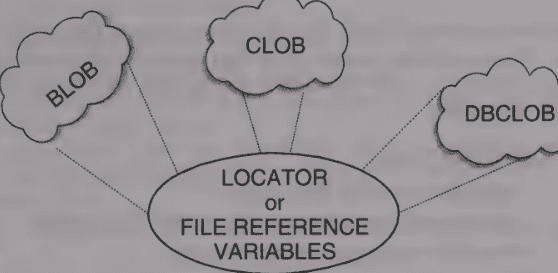 BLOB
CLOB
DBCLOB
LOCATOR
or
FILE REFERENCE
VARIABLES